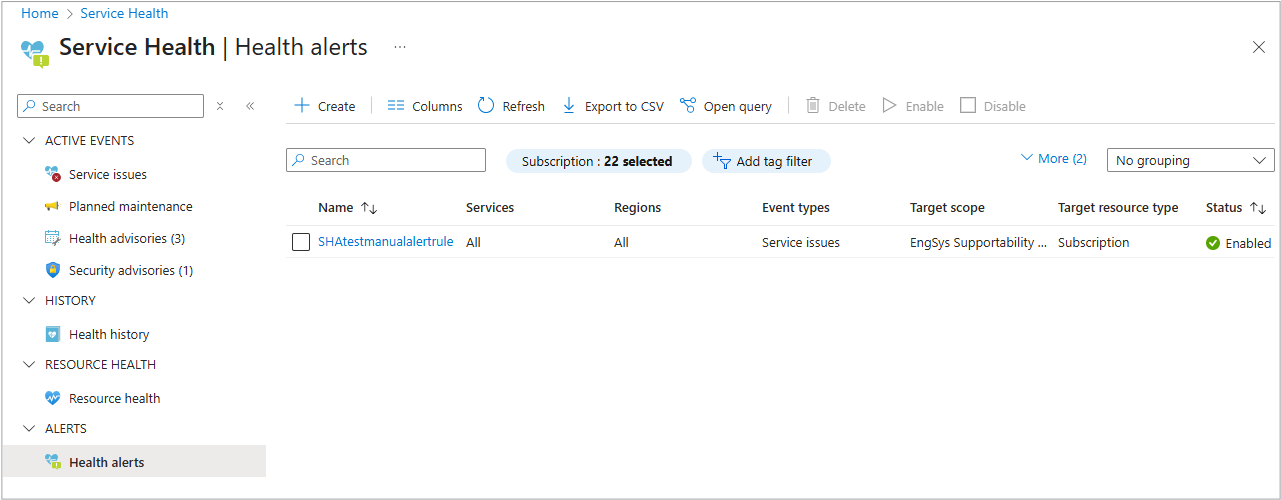 Home > Service Health
Service Health | Health alerts ...
Search
ACTIVE EVENTS
Service issues
Planned maintenance
Health advisories (3)
Security advisories (1)
HISTORY
Health history
RESOURCE HEALTH
Resource health
ALERTS
Health alerts
Create Columns Refresh Export to CSV Open query Delete Enable Disable
Search Subscription : 22 selected Add tag filter More (2) No grouping
Name Services Regions Event types Target scope Target resource type Status
SHAtestmanualalertrule All All Service issues EngSys Supportability ... Subscription Enabled